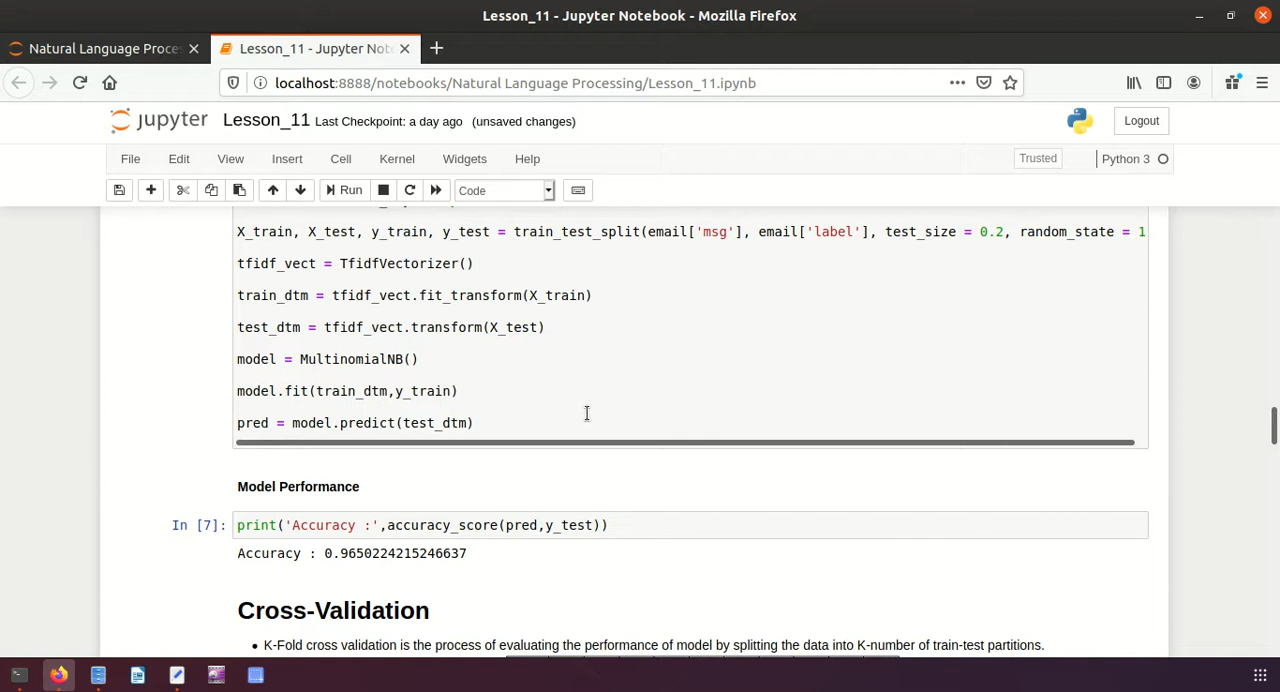 Lesson_11 - Jupyter Notebook - Mozilla Firefox
Natural Language Proces
Lesson_11 - Jupyter Not
localhost:8888/notebooks/Natural Language Processing/Lesson_11.ipynb
jupyter Lesson_11 Last Checkpoint: a day ago (unsaved changes)
Logout
File Edit View Insert Cell Kernel Widgets Help
Trusted
Python 3
Run
Code
X_train, X_test, y_train, y_test = train_test_split(email['msg'], email['label'], test_size = 0.2, random_state = 1
tfidf_vect = TfidfVectorizer()
train_dtm = tfidf_vect.fit_transform(X_train)
test_dtm = tfidf_vect.transform(X_test)
model = MultinomialNB()
model.fit(train_dtm,y_train)
pred = model.predict(test_dtm)
Model Performance
In [7]: print('Accuracy :',accuracy_score(pred,y_test))
Accuracy : 0.9650224215246637
Cross-Validation
• K-Fold cross validation is the process of evaluating the performance of model by splitting the data into K-number of train-test partitions.